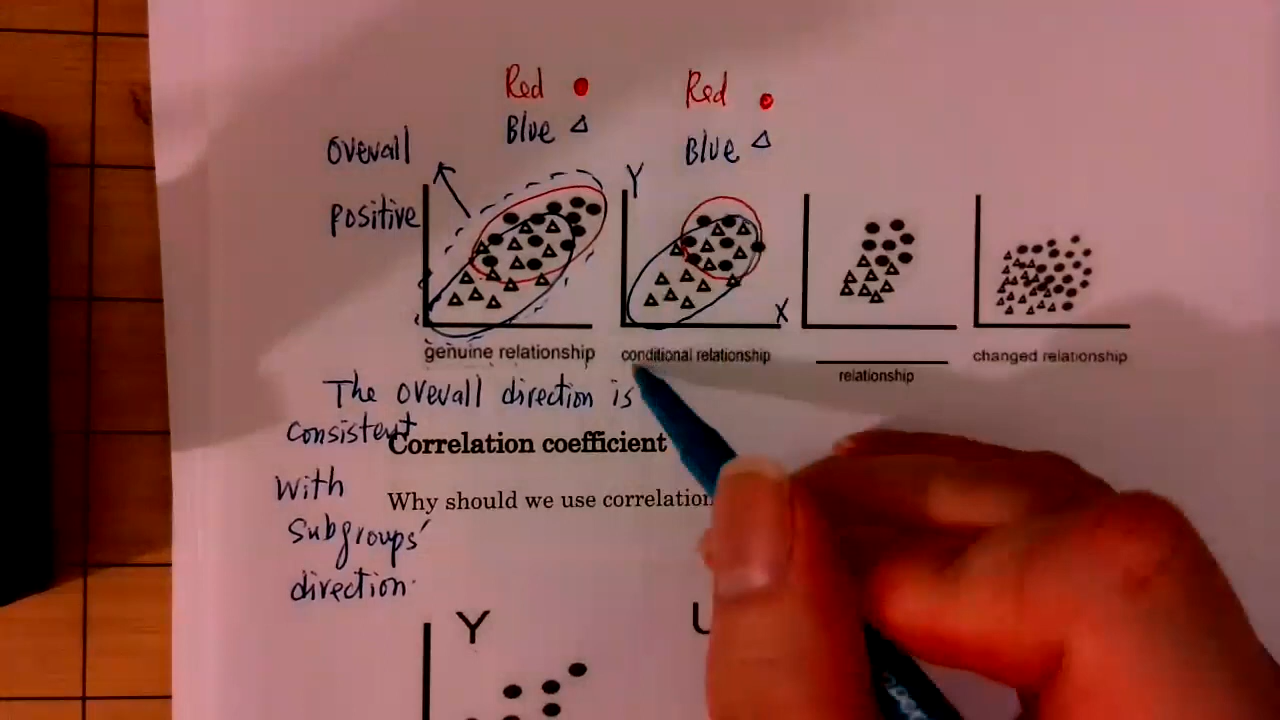 Red
Blue
Red
Blue
Overall
positive
Y
X
genuine relationship
conditional relationship
relationship
changed relationship
The overall direction is
consistent
with
subgroups'
direction.
Correlation coefficient
Why should we use correlation
Y